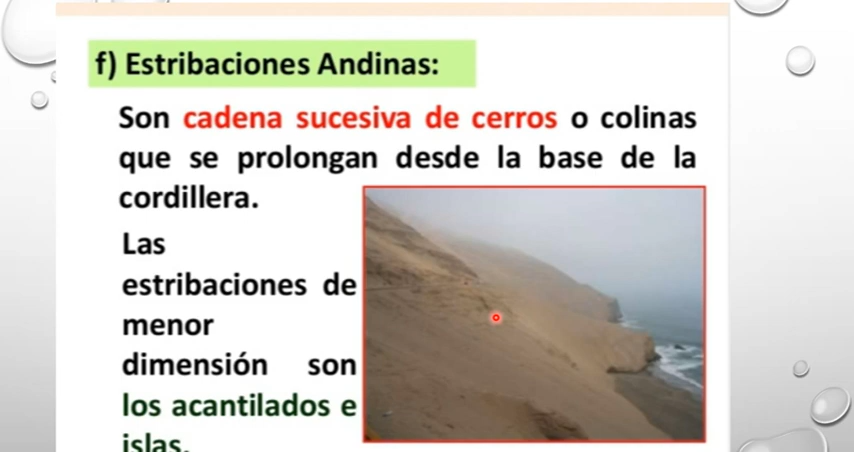 f) Estribaciones Andinas:
Son cadena sucesiva de cerros o colinas
que se prolongan desde la base de la
cordillera.
Las
estribaciones de
menor
dimensión son
los acantilados e
islas.